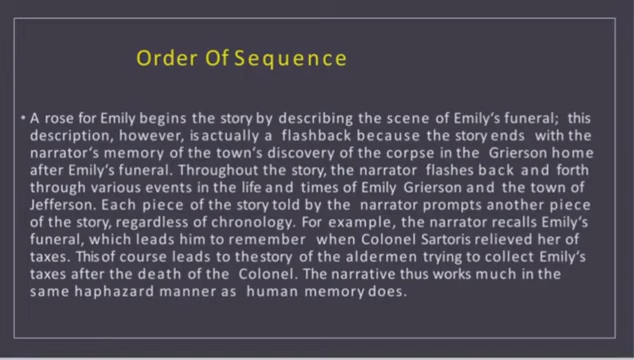 Order Of Sequence
• A rose for Emily begins the story by describing the scene of Emily's funeral; this
description, however, is actually a flashback because the story ends with the
narrator's memory of the town's discovery of the corpse in the Grierson home
after Emily's funeral. Throughout the story, the narrator flashes back and forth
through various events in the life and times of Emily Grierson and the town of
Jefferson. Each piece of the story told by the narrator prompts another piece
of the story, regardless of chronology. For example, the narrator recalls Emily's
funeral, which leads him to remember when Colonel Sartoris relieved her of
taxes. This of course leads to the story of the aldermen trying to collect Emily's
taxes after the death of the Colonel. The narrative thus works much in the
same haphazard manner as human memory does.